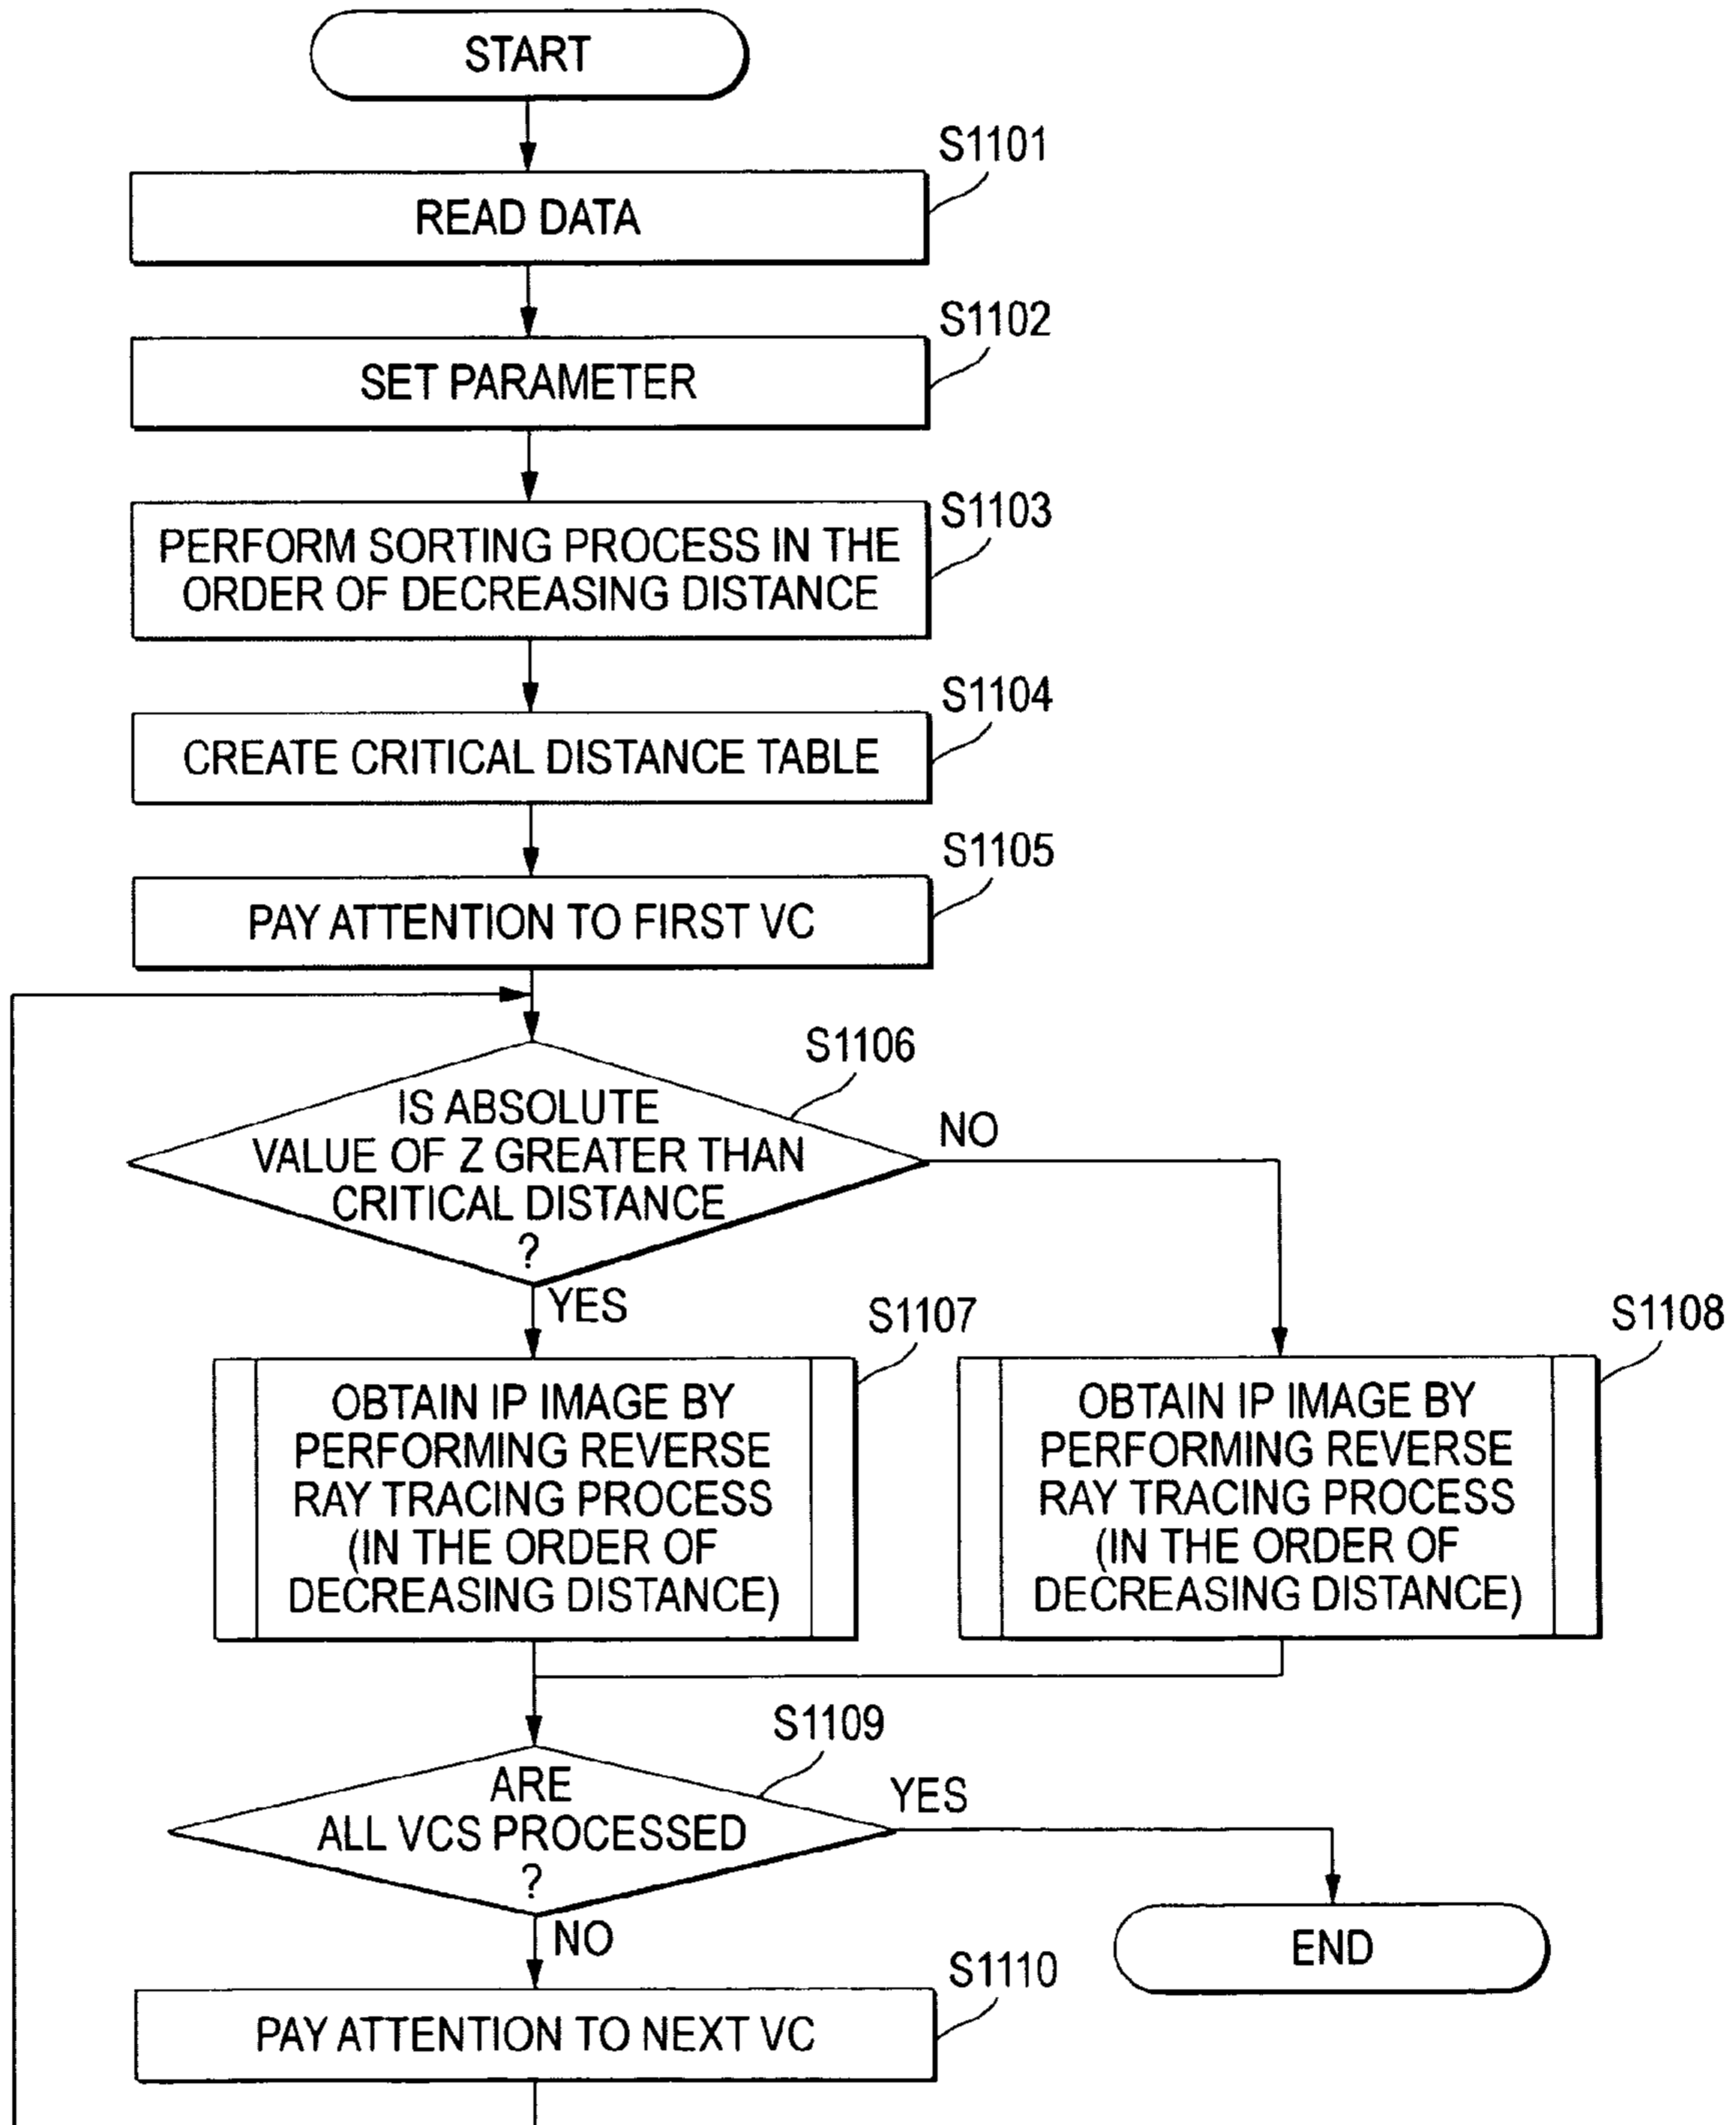 START
S1101
READ DATA
S1102
SET PARAMETER
S1103
PERFORM SORTING PROCESS IN THE
ORDER OF DECREASING DISTANCE
S1104
CREATE CRITICAL DISTANCE TABLE
S1105
PAY ATTENTION TO FIRST VC
S1106
IS ABSOLUTE
VALUE OF Z GREATER THAN
CRITICAL DISTANCE
?
NO
YES
S1107
OBTAIN IP IMAGE BY
PERFORMING REVERSE
RAY TRACING PROCESS
(IN THE ORDER OF
DECREASING DISTANCE)
S1108
OBTAIN IP IMAGE BY
PERFORMING REVERSE
RAY TRACING PROCESS
(IN THE ORDER OF
DECREASING DISTANCE)
S1109
ARE
ALL VCS PROCESSED
?
YES
NO
END
S1110
PAY ATTENTION TO NEXT VC